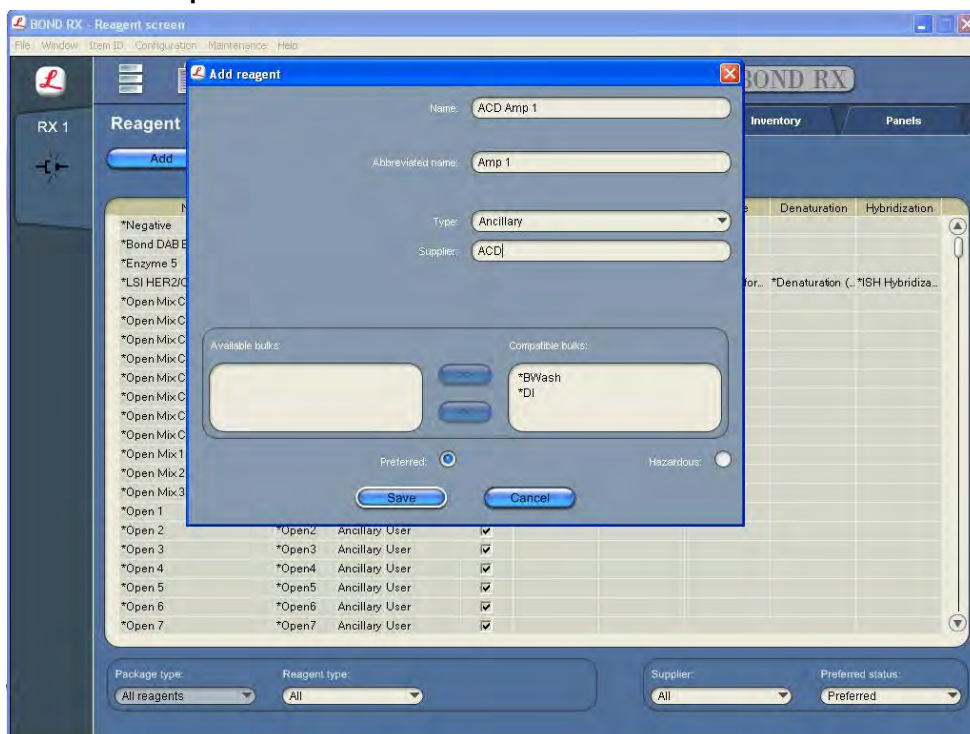 BOND RX - Reagent screen
File Window Item ID Configuration Maintenance Help
Add reagent
BOND RX
RX 1
Reagent
Inventory
Panels
Add
Name: ACD Amp 1
Abbreviated name: Amp 1
Type: Ancillary
Supplier: ACD
Denaturation Hybridization
*Negative
*Bond DAB E
*Enzyme 5
*LSI HER2/C
for... *Denaturation (... *ISH Hybridiza...
*Open Mix C
*Open Mix C
*Open Mix C
*Open Mix C
*Open Mix C
*Open Mix C
*Open Mix C
*Open Mix C
*Open Mix 1
*Open Mix 2
*Open Mix 3
*Open 1
Available bulks:
Compatible bulks:
*BWash
*DI
Preferred:
Hazardous:
Save
Cancel
*Open 2 *Open2 Ancillary User
*Open 3 *Open3 Ancillary User
*Open 4 *Open4 Ancillary User
*Open 5 *Open5 Ancillary User
*Open 6 *Open6 Ancillary User
*Open 7 *Open7 Ancillary User
Package type: Reagent type: Supplier: Preferred status:
All reagents All All Preferred